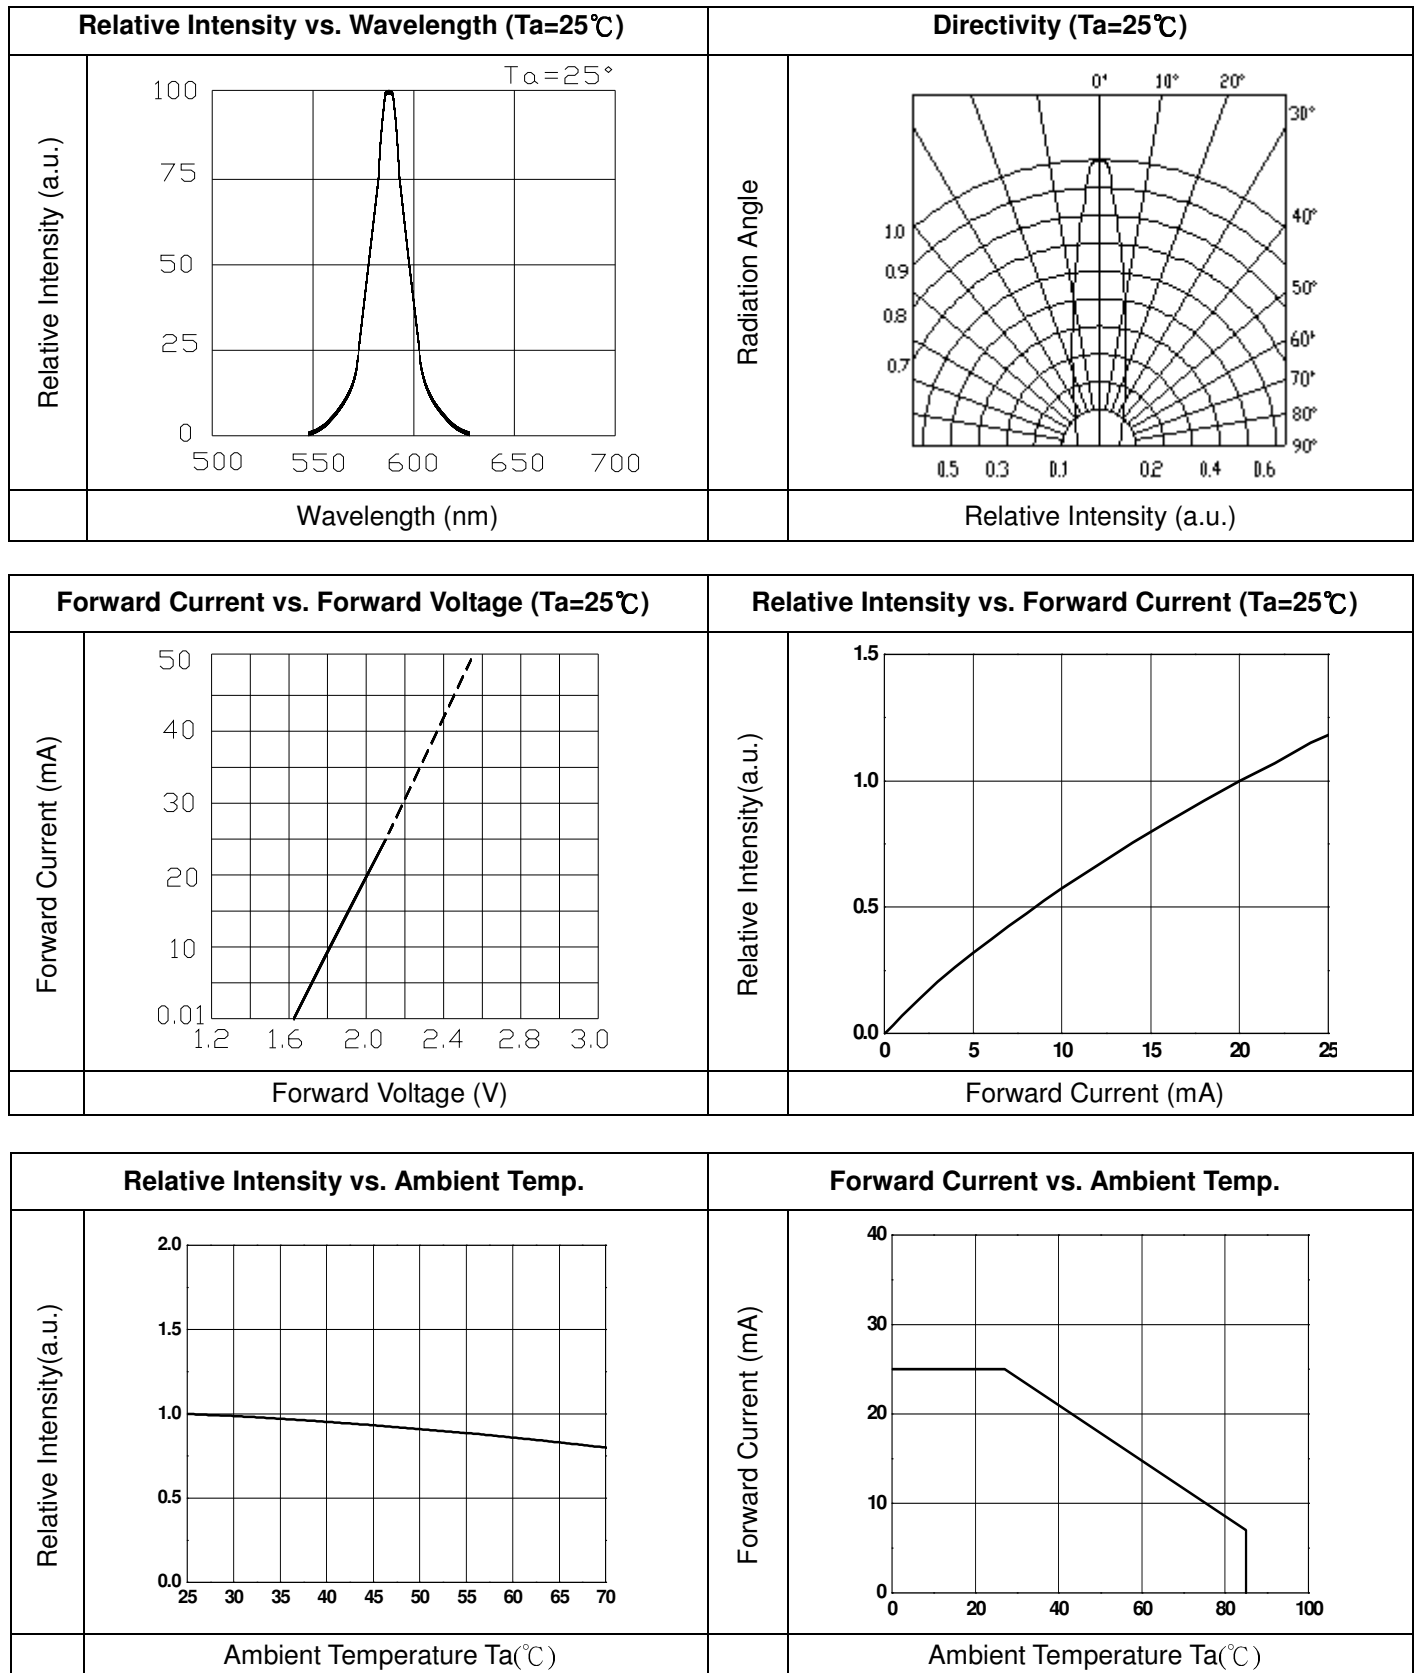 Relative Intensity vs. Wavelength (Ta=25℃)
Directivity (Ta=25℃)
Relative Intensity (a.u.)
Ta=25°
100
75
50
25
0
500 550 600 650 700
Wavelength (nm)
Radiation Angle
0° 10° 20°
30°
40°
50°
60°
70°
80°
90°
1.0
0.9
0.8
0.7
0.5 0.3 0.1 0.2 0.4 0.6
Relative Intensity (a.u.)
Forward Current vs. Forward Voltage (Ta=25℃)
Relative Intensity vs. Forward Current (Ta=25℃)
Forward Current (mA)
50
40
30
20
10
0.01
1.2 1.6 2.0 2.4 2.8 3.0
Forward Voltage (V)
Relative Intensity(a.u.)
1.5
1.0
0.5
0.0
0 5 10 15 20 25
Forward Current (mA)
Relative Intensity vs. Ambient Temp.
Forward Current vs. Ambient Temp.
Relative Intensity(a.u.)
2.0
1.5
1.0
0.5
0.0
25 30 35 40 45 50 55 60 65 70
Ambient Temperature Ta(℃)
Forward Current (mA)
40
30
20
10
0
0 20 40 60 80 100
Ambient Temperature Ta(℃)